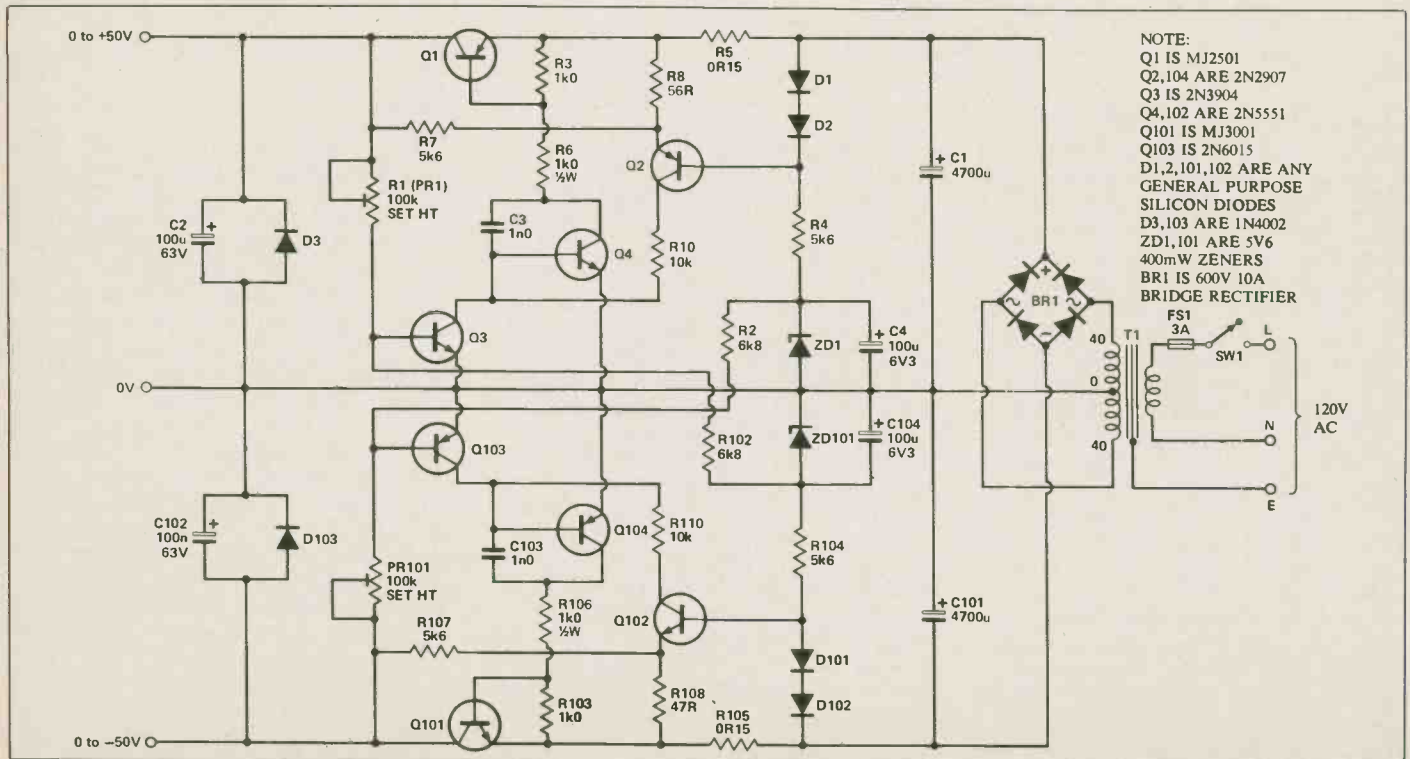 0 to +50V
Q1
R3
1k0
R8
56R
R5
0R15
D1
D2
R7
5k6
R6
1k0
½W
Q2
C1
4700u
R1 (PR1)
100k
SET HT
C2
100u
63V
D3
C3
1n0
Q4
R10
10k
R4
5k6
Q3
R2
6k8
ZD1
C4
100u
6V3
0V
Q103
R102
6k8
ZD101
C104
100u
6V3
C102
100n
63V
D103
PR101
100k
SET HT
C103
1n0
Q104
R110
10k
R104
5k6
R106
1k0
½W
Q102
C101
4700u
R107
5k6
D101
D102
Q101
R103
1k0
R108
47R
R105
0R15
0 to −50V
NOTE:
Q1 IS MJ2501
Q2,104 ARE 2N2907
Q3 IS 2N3904
Q4,102 ARE 2N5551
Q101 IS MJ3001
Q103 IS 2N6015
D1,2,101,102 ARE ANY
GENERAL PURPOSE
SILICON DIODES
D3,103 ARE 1N4002
ZD1,101 ARE 5V6
400mW ZENERS
BR1 IS 600V 10A
BRIDGE RECTIFIER
BR1
+
−
40
0
40
T1
FS1
3A
SW1
L
N
E
120V
AC